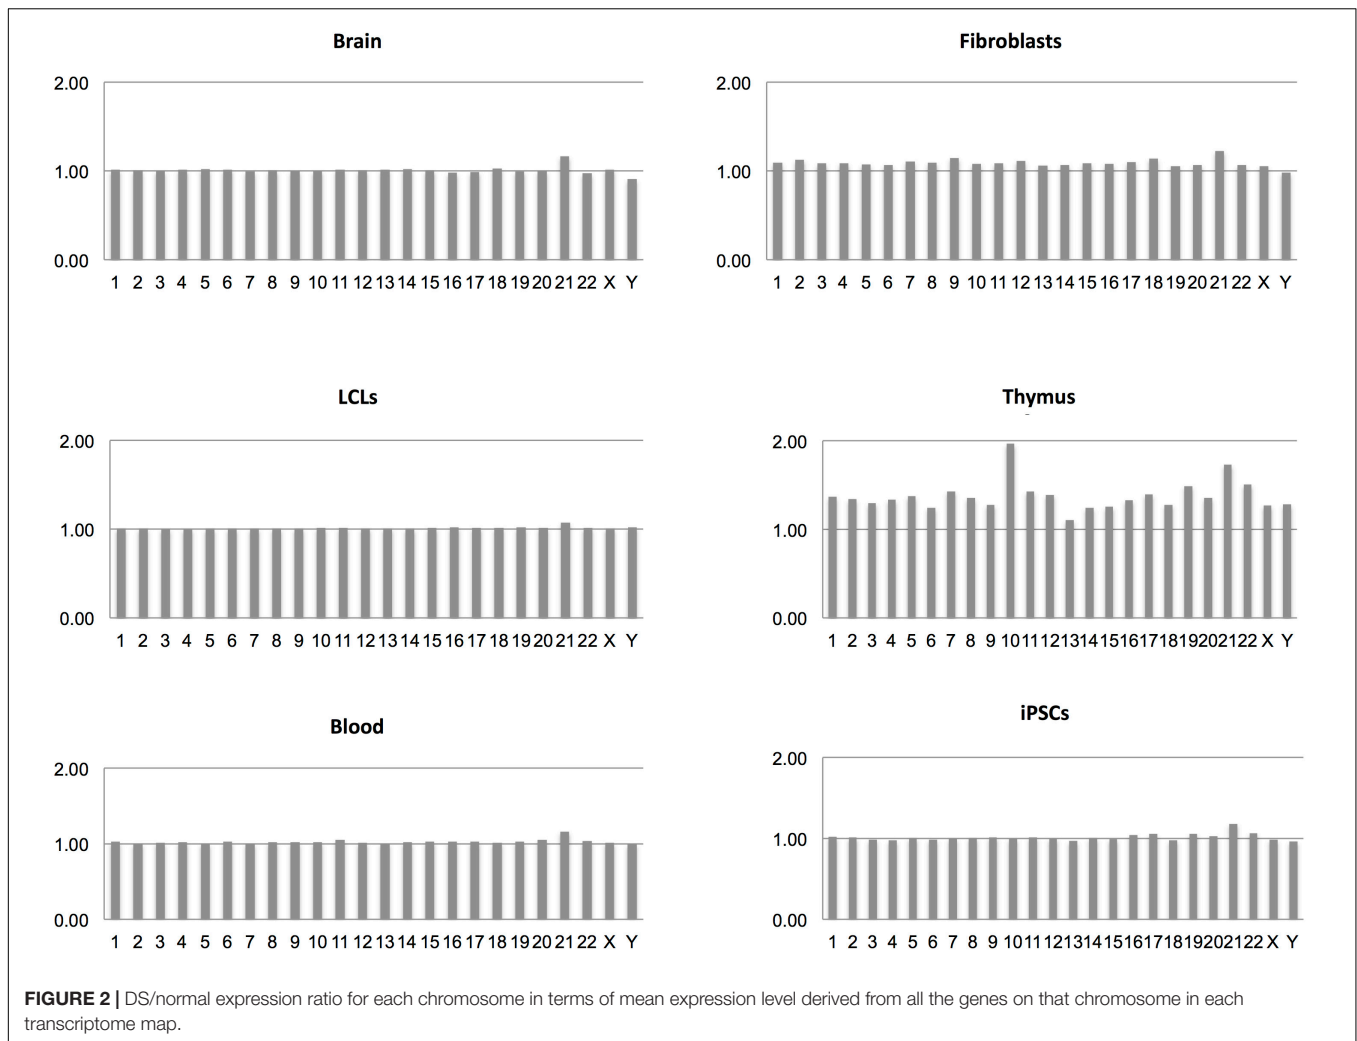 Brain
2.00
1.00
0.00
1 2 3 4 5 6 7 8 9 10 11 12 13 14 15 16 17 18 19 20 21 22 X Y
Fibroblasts
2.00
1.00
0.00
1 2 3 4 5 6 7 8 9 10 11 12 13 14 15 16 17 18 19 20 21 22 X Y
LCLs
2.00
1.00
0.00
1 2 3 4 5 6 7 8 9 10 11 12 13 14 15 16 17 18 19 20 21 22 X Y
Thymus
2.00
1.00
0.00
1 2 3 4 5 6 7 8 9 10 11 12 13 14 15 16 17 18 19 20 21 22 X Y
Blood
2.00
1.00
0.00
1 2 3 4 5 6 7 8 9 10 11 12 13 14 15 16 17 18 19 20 21 22 X Y
iPSCs
2.00
1.00
0.00
1 2 3 4 5 6 7 8 9 10 11 12 13 14 15 16 17 18 19 20 21 22 X Y
FIGURE 2 | DS/normal expression ratio for each chromosome in terms of mean expression level derived from all the genes on that chromosome in each
transcriptome map.